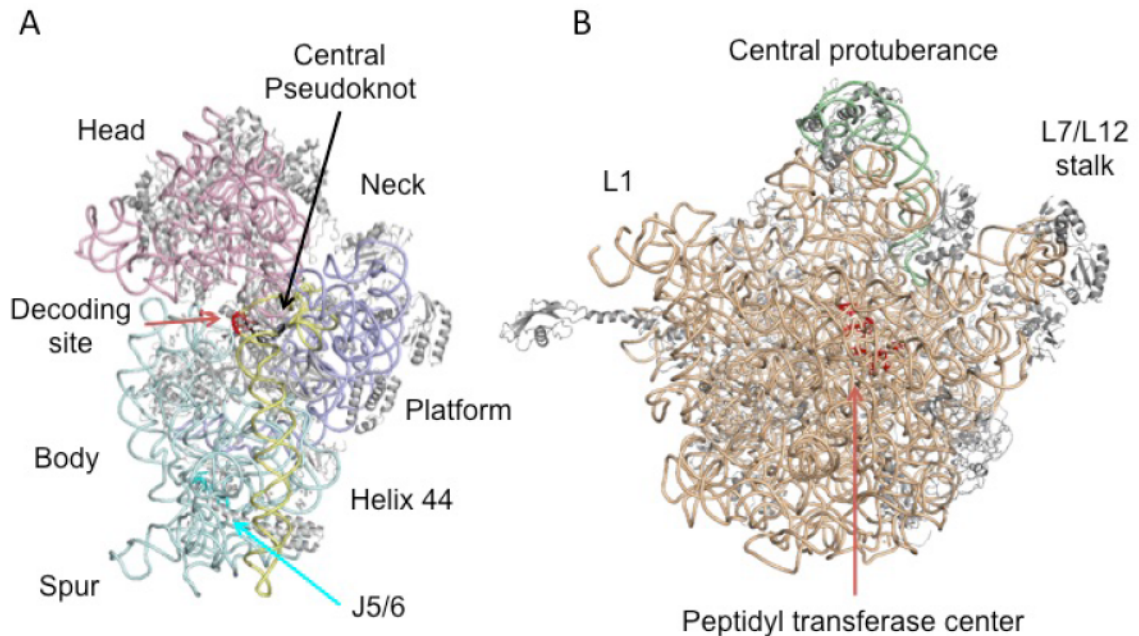 A
Central
Pseudoknot
Head
Neck
Decoding
site
Platform
Body
Helix 44
Spur
J5/6
B
Central protuberance
L7/L12
stalk
L1
Peptidyl transferase center